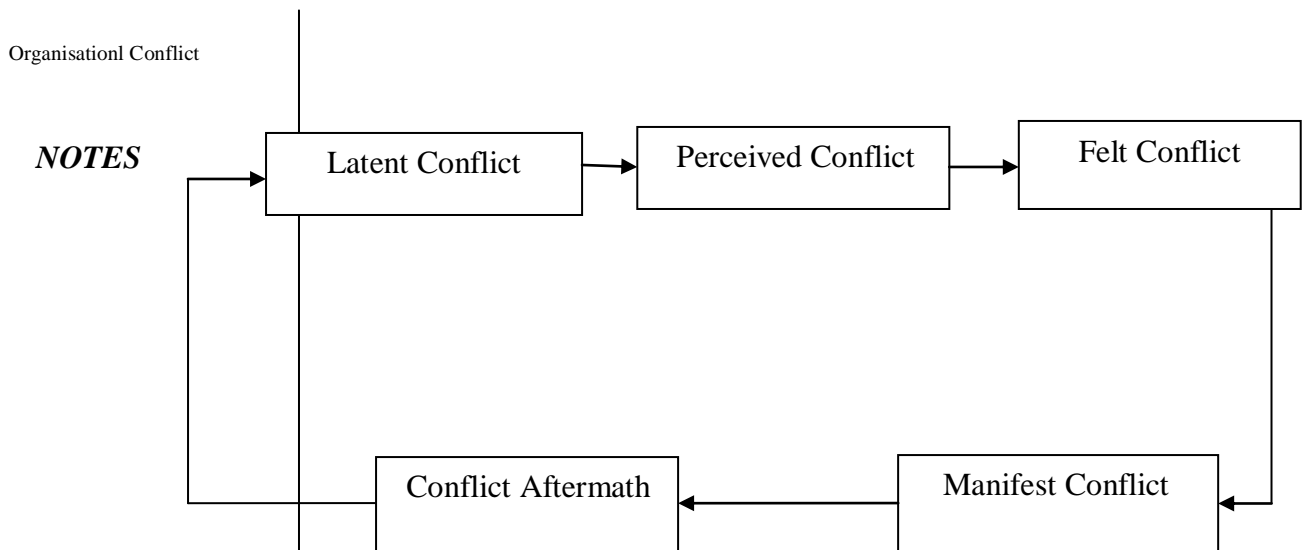 Organisationl Conflict
NOTES
Latent Conflict
Perceived Conflict
Felt Conflict
Conflict Aftermath
Manifest Conflict